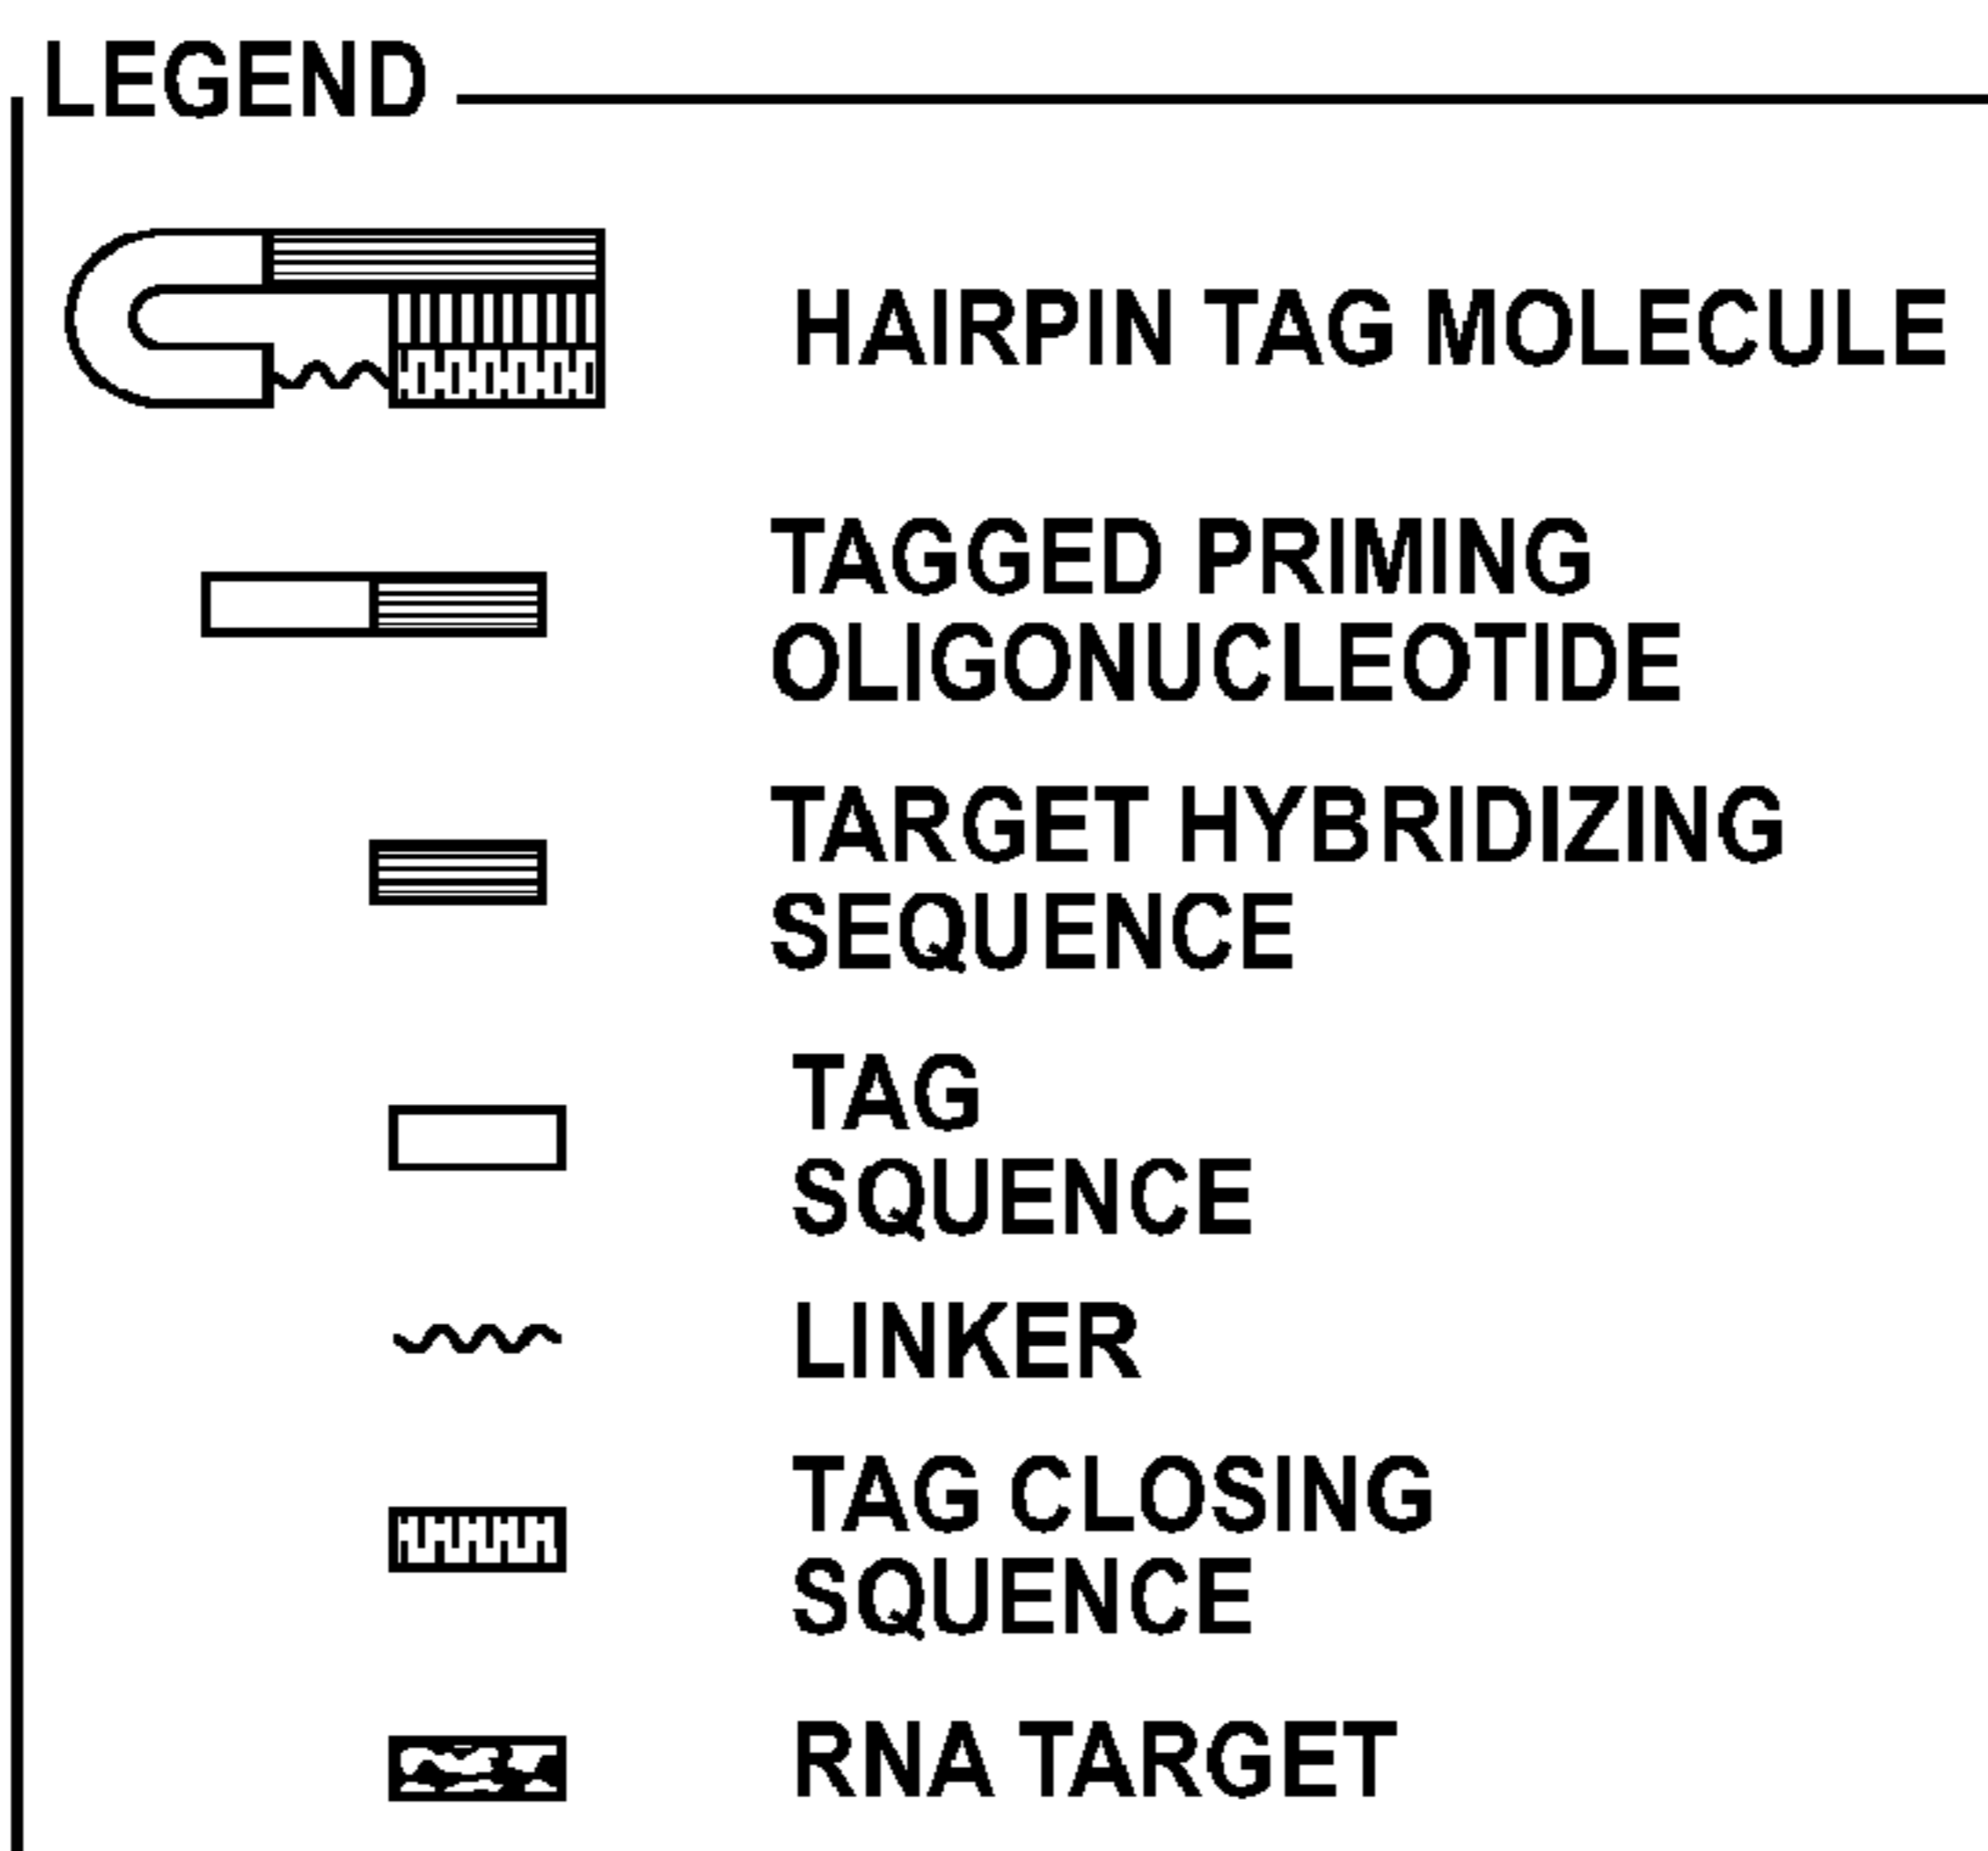 LEGEND
HAIRPIN TAG MOLECULE
TAGGED PRIMING
OLIGONUCLEOTIDE
TARGET HYBRIDIZING
SEQUENCE
TAG
SQUENCE
LINKER
TAG CLOSING
SQUENCE
RNA TARGET